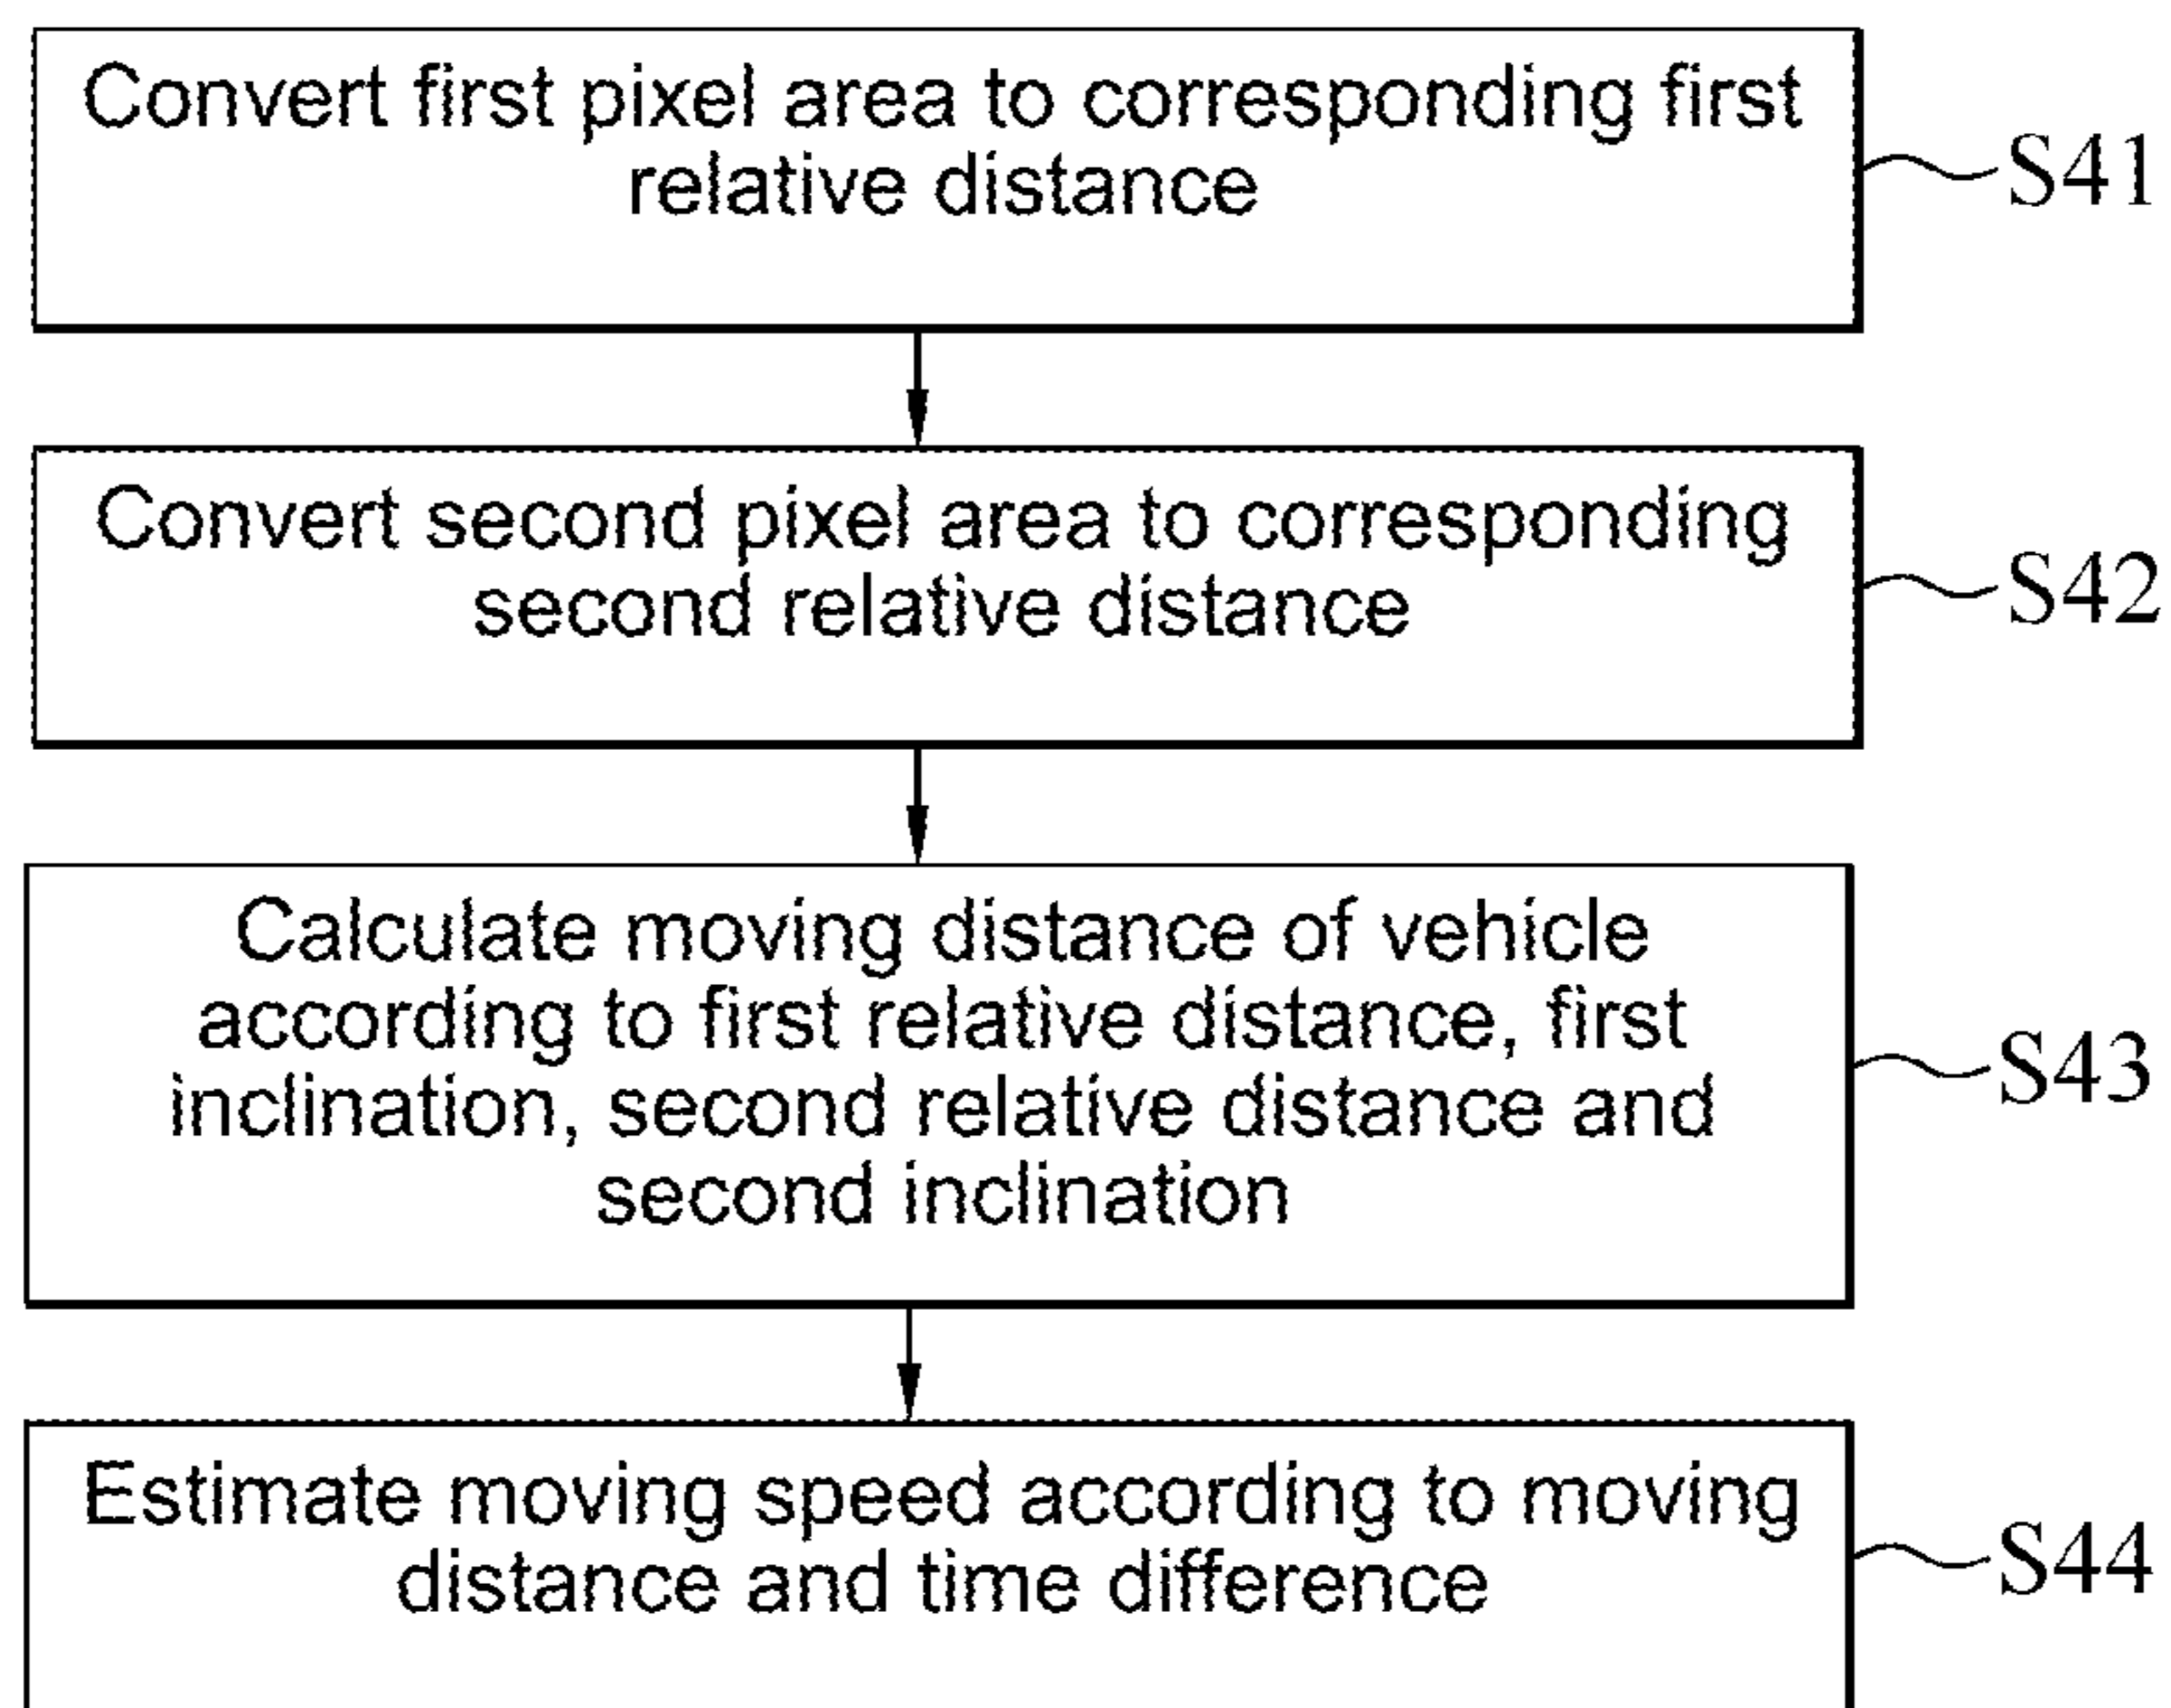 Convert first pixel area to corresponding first
relative distance
S41
Convert second pixel area to corresponding
second relative distance
S42
Calculate moving distance of vehicle
according to first relative distance, first
inclination, second relative distance and
second inclination
S43
Estimate moving speed according to moving
distance and time difference
S44